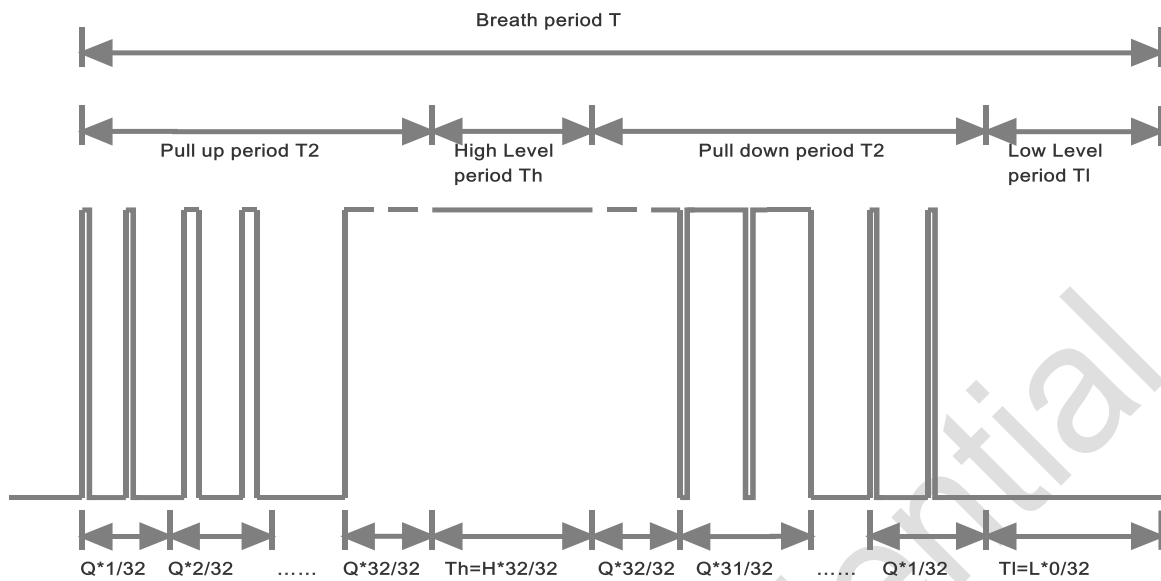 Breath period T
Pull up period T2
High Level
period Th
Pull down period T2
Low Level
period Tl
Q*1/32
Q*2/32
......
Q*32/32
Th=H*32/32
Q*32/32
Q*31/32
......
Q*1/32
Tl=L*0/32
ential